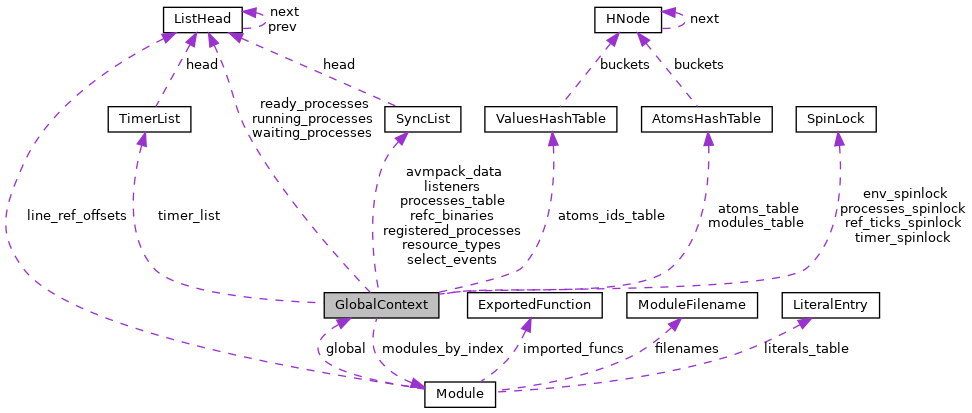 ListHead
next
prev
HNode
next
head
head
buckets
buckets
ready_processes
running_processes
waiting_processes
TimerList
SyncList
ValuesHashTable
AtomsHashTable
SpinLock
line_ref_offsets
timer_list
avmpack_data
listeners
processes_table
refc_binaries
registered_processes
resource_types
select_events
atoms_ids_table
atoms_table
modules_table
env_spinlock
processes_spinlock
ref_ticks_spinlock
timer_spinlock
GlobalContext
ExportedFunction
ModuleFilename
LiteralEntry
global
modules_by_index
imported_funcs
filenames
literals_table
Module